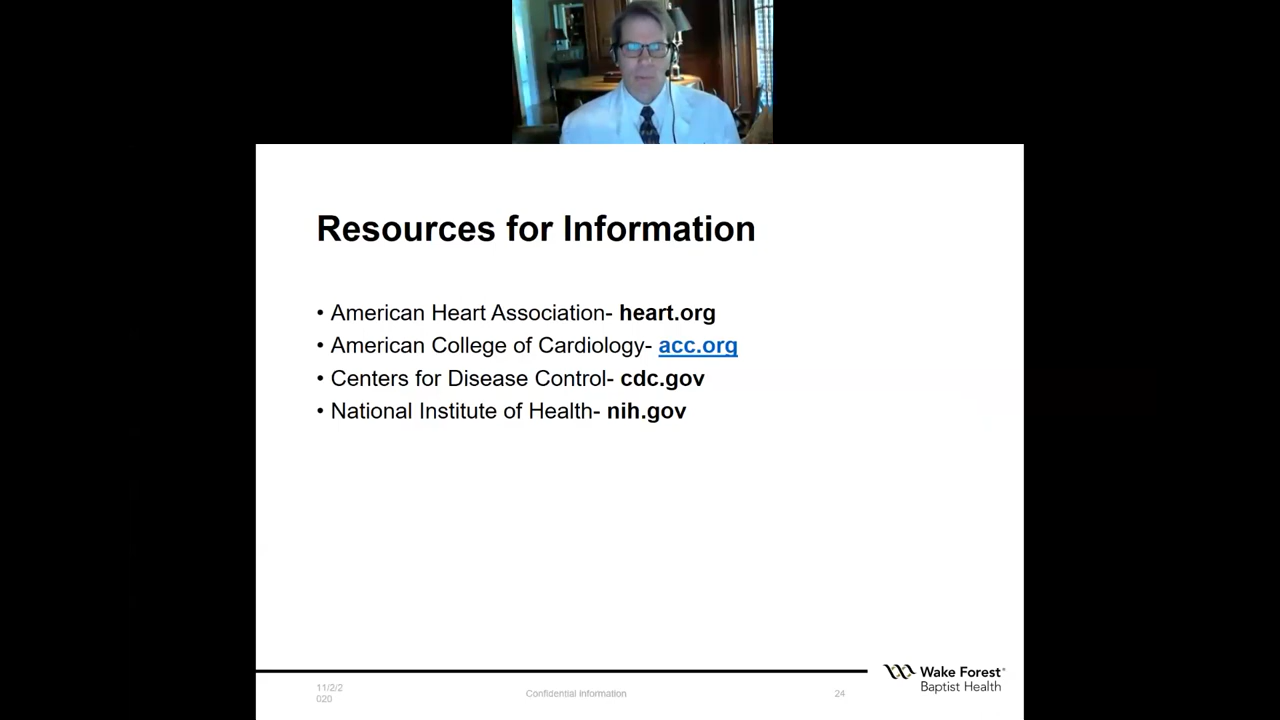 Resources for Information
• American Heart Association- heart.org
• American College of Cardiology- acc.org
• Centers for Disease Control- cdc.gov
• National Institute of Health- nih.gov
11/2/2
020
Confidential Information
24
Wake Forest®
Baptist Health